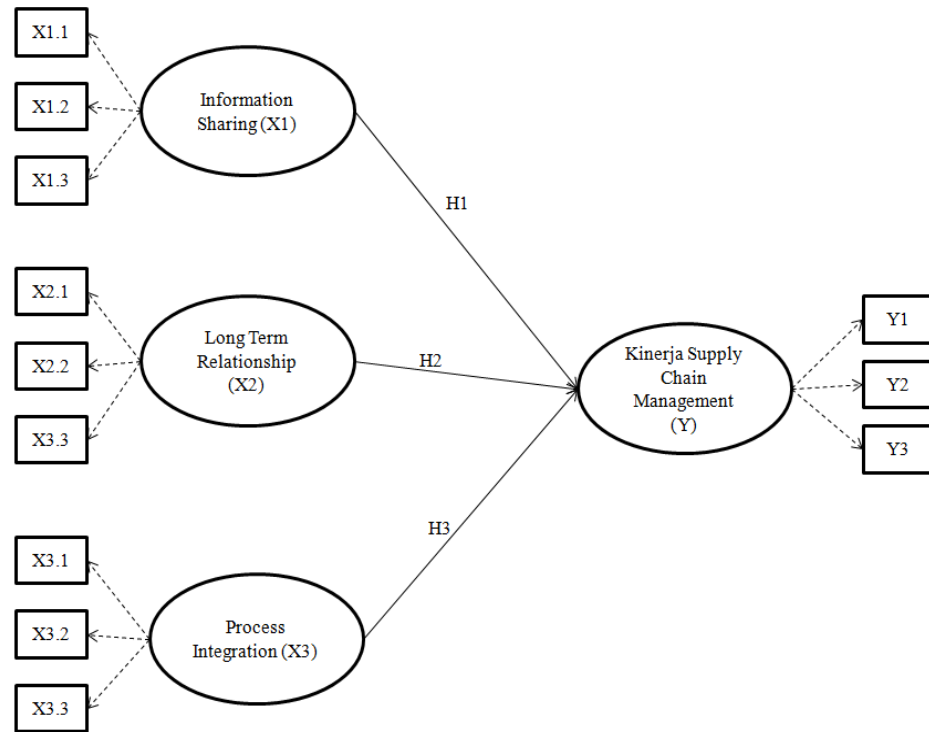 X1.1
X1.2
X1.3
Information
Sharing (X1)
H1
X2.1
X2.2
X3.3
Long Term
Relationship
(X2)
H2
Kinerja Supply
Chain
Management
(Y)
Y1
Y2
Y3
H3
X3.1
X3.2
X3.3
Process
Integration (X3)